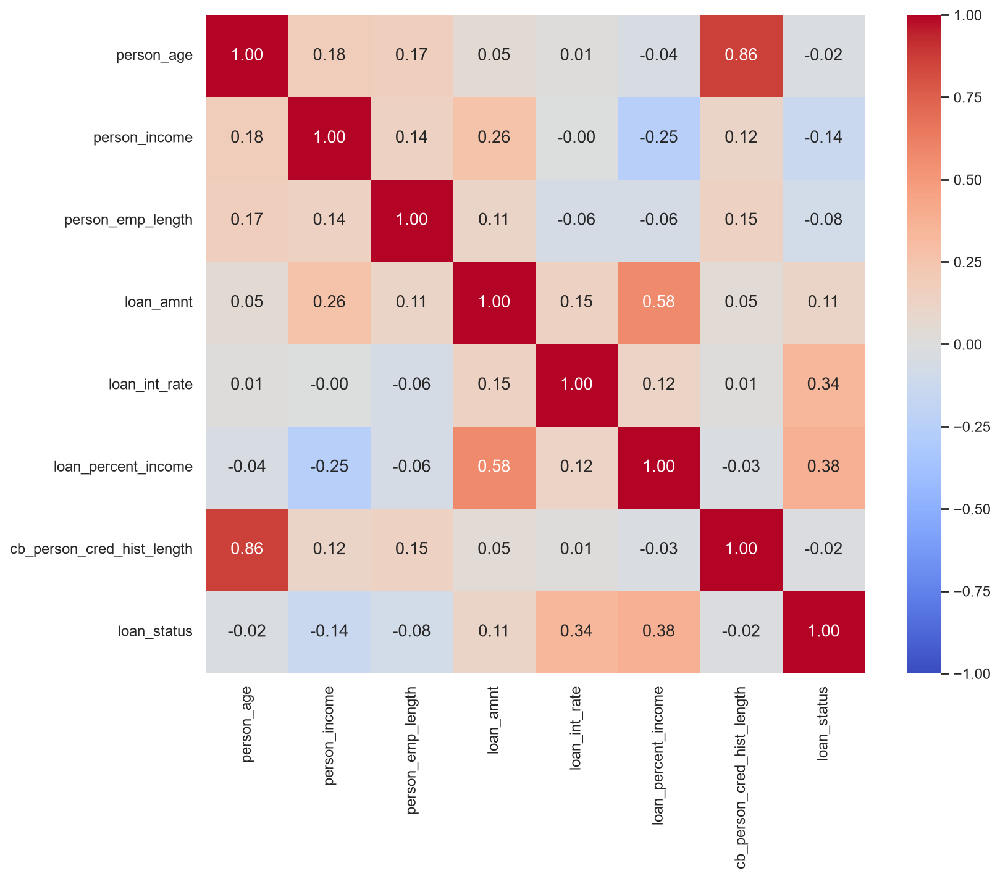 person_age 1.00 0.18 0.17 0.05 0.01 -0.04 0.86 -0.02
person_income 0.18 1.00 0.14 0.26 -0.00 -0.25 0.12 -0.14
person_emp_length 0.17 0.14 1.00 0.11 -0.06 -0.06 0.15 -0.08
loan_amnt 0.05 0.26 0.11 1.00 0.15 0.58 0.05 0.11
loan_int_rate 0.01 -0.00 -0.06 0.15 1.00 0.12 0.01 0.34
loan_percent_income -0.04 -0.25 -0.06 0.58 0.12 1.00 -0.03 0.38
cb_person_cred_hist_length 0.86 0.12 0.15 0.05 0.01 -0.03 1.00 -0.02
loan_status -0.02 -0.14 -0.08 0.11 0.34 0.38 -0.02 1.00
person_age
person_income
person_emp_length
loan_amnt
loan_int_rate
loan_percent_income
cb_person_cred_hist_length
loan_status
1.00
0.75
0.50
0.25
0.00
−0.25
−0.50
−0.75
−1.00